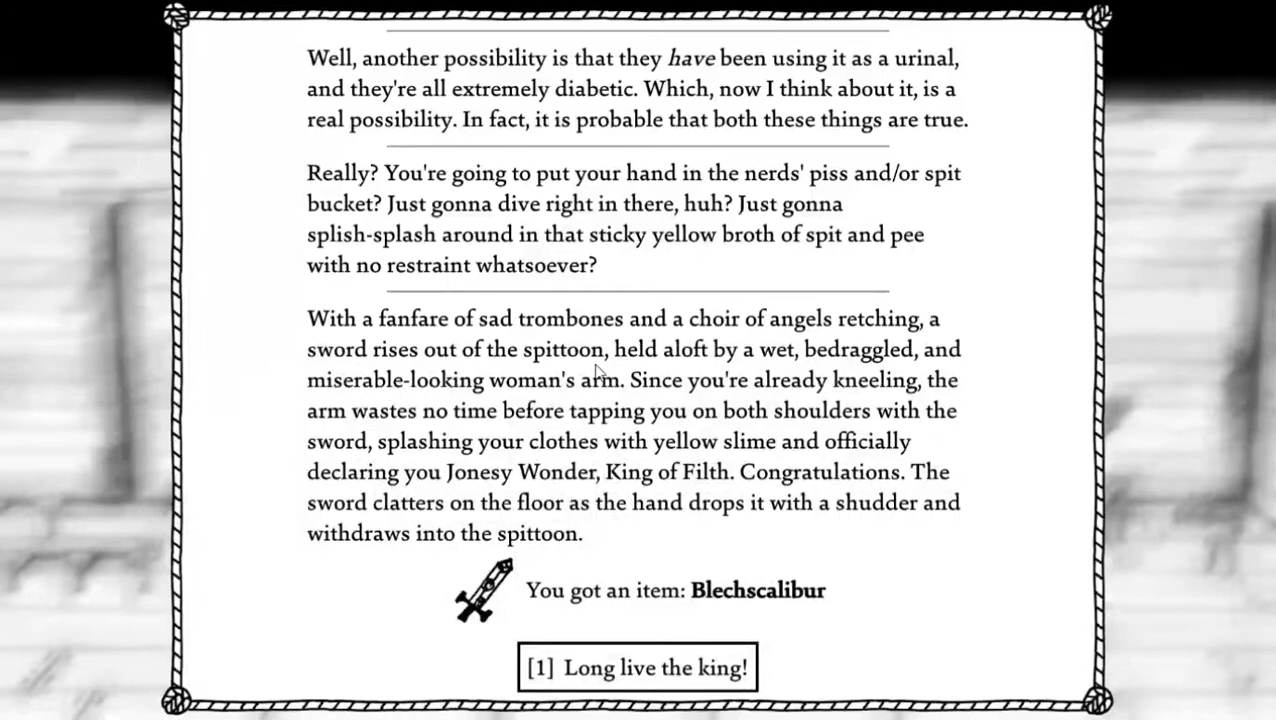 Well, another possibility is that they have been using it as a urinal,
and they're all extremely diabetic. Which, now I think about it, is a
real possibility. In fact, it is probable that both these things are true.
Really? You're going to put your hand in the nerds' piss and/or spit
bucket? Just gonna dive right in there, huh? Just gonna
splish-splash around in that sticky yellow broth of spit and pee
with no restraint whatsoever?
With a fanfare of sad trombones and a choir of angels retching, a
sword rises out of the spittoon, held aloft by a wet, bedraggled, and
miserable-looking woman's arm. Since you're already kneeling, the
arm wastes no time before tapping you on both shoulders with the
sword, splashing your clothes with yellow slime and officially
declaring you Jonesy Wonder, King of Filth. Congratulations. The
sword clatters on the floor as the hand drops it with a shudder and
withdraws into the spittoon.
You got an item: Blechscalibur
[1] Long live the king!